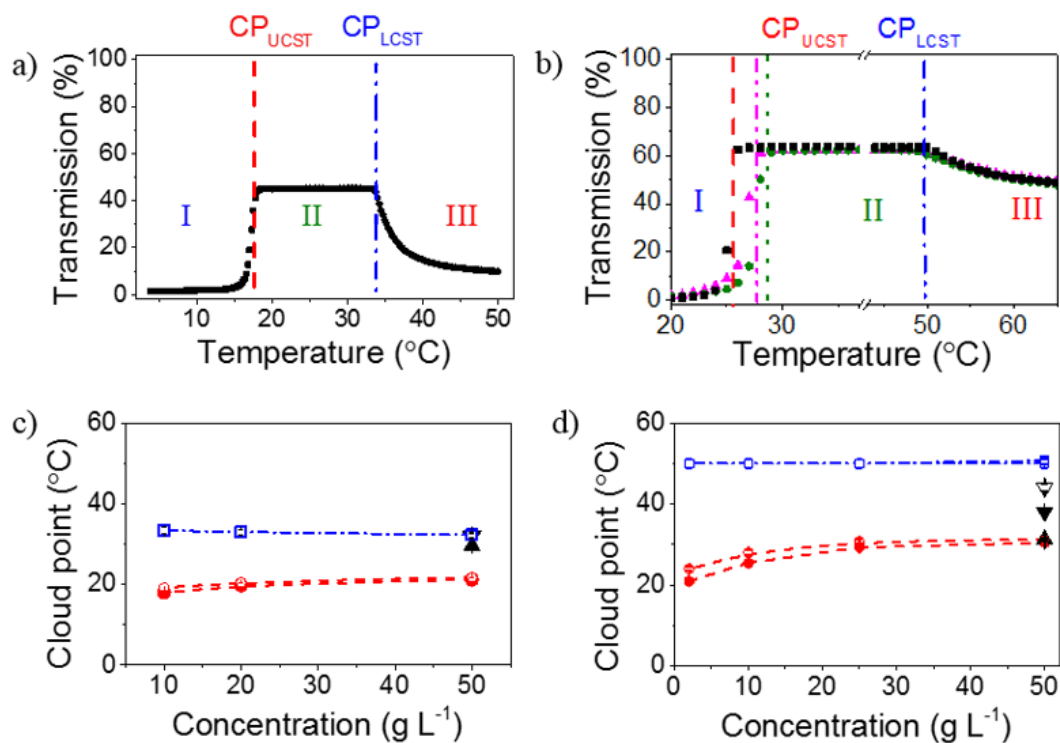 a)
CP_UCST CP_LCST
Transmission (%)
100
80
60
40
20
0
I II III
10 20 30 40 50
Temperature (°C)
b)
CP_UCST CP_LCST
Transmission (%)
100
80
60
40
20
0
I II III
20 30 50 60
Temperature (°C)
c)
Cloud point (°C)
60
40
20
0
10 20 30 40 50
Concentration (g L⁻¹)
d)
Cloud point (°C)
60
40
20
0
0 10 20 30 40 50
Concentration (g L⁻¹)